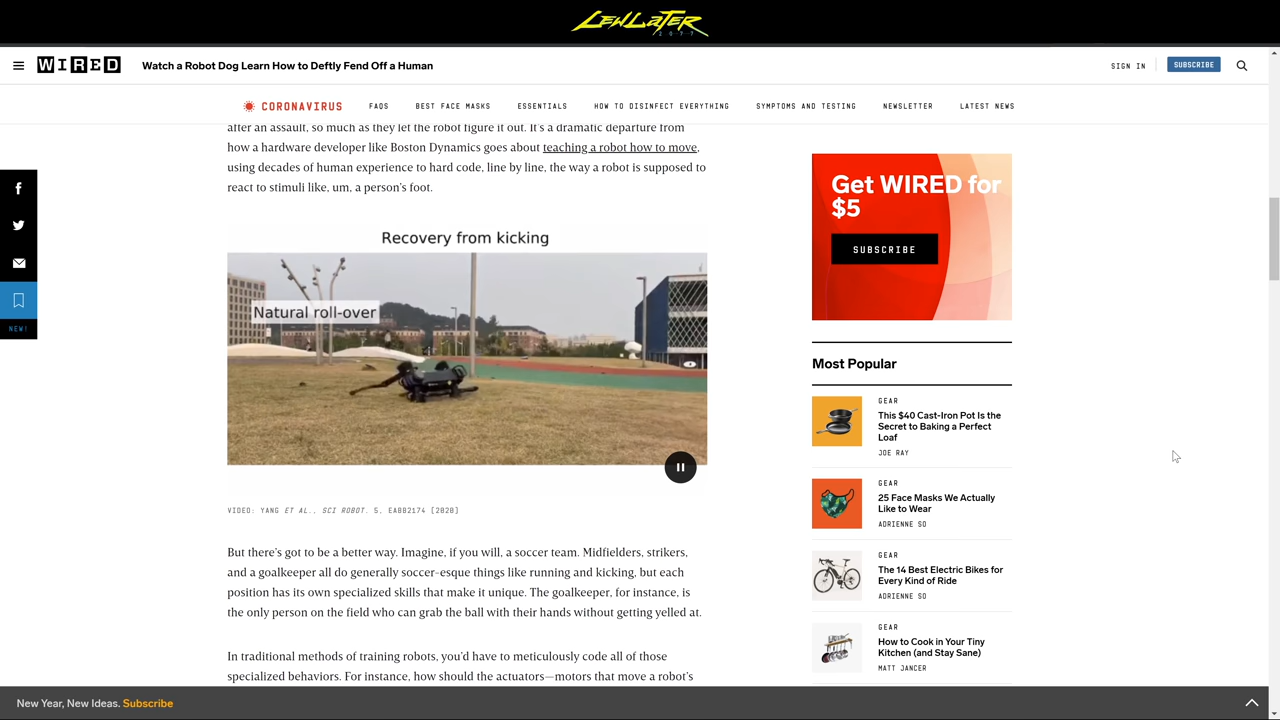 LEWLATER
2077
WIRED
Watch a Robot Dog Learn How to Deftly Fend Off a Human
SIGN IN
SUBSCRIBE
CORONAVIRUS
FAQS
BEST FACE MASKS
ESSENTIALS
HOW TO DISINFECT EVERYTHING
SYMPTOMS AND TESTING
NEWSLETTER
LATEST NEWS
after an assault, so much as they let the robot figure it out. It's a dramatic departure from
how a hardware developer like Boston Dynamics goes about teaching a robot how to move,
using decades of human experience to hard code, line by line, the way a robot is supposed to
react to stimuli like, um, a person's foot.
NEW!
Recovery from kicking
Natural roll-over
VIDEO: YANG ET AL., SCI ROBOT. 5, EABB2174 (2020)
But there's got to be a better way. Imagine, if you will, a soccer team. Midfielders, strikers,
and a goalkeeper all do generally soccer-esque things like running and kicking, but each
position has its own specialized skills that make it unique. The goalkeeper, for instance, is
the only person on the field who can grab the ball with their hands without getting yelled at.
In traditional methods of training robots, you'd have to meticulously code all of those
specialized behaviors. For instance, how should the actuators—motors that move a robot's
Get WIRED for
$5
SUBSCRIBE
Most Popular
GEAR
This $40 Cast-Iron Pot Is the
Secret to Baking a Perfect
Loaf
JOE RAY
GEAR
25 Face Masks We Actually
Like to Wear
ADRIENNE SO
GEAR
The 14 Best Electric Bikes for
Every Kind of Ride
ADRIENNE SO
GEAR
How to Cook in Your Tiny
Kitchen (and Stay Sane)
MATT JANCER
New Year, New Ideas. Subscribe